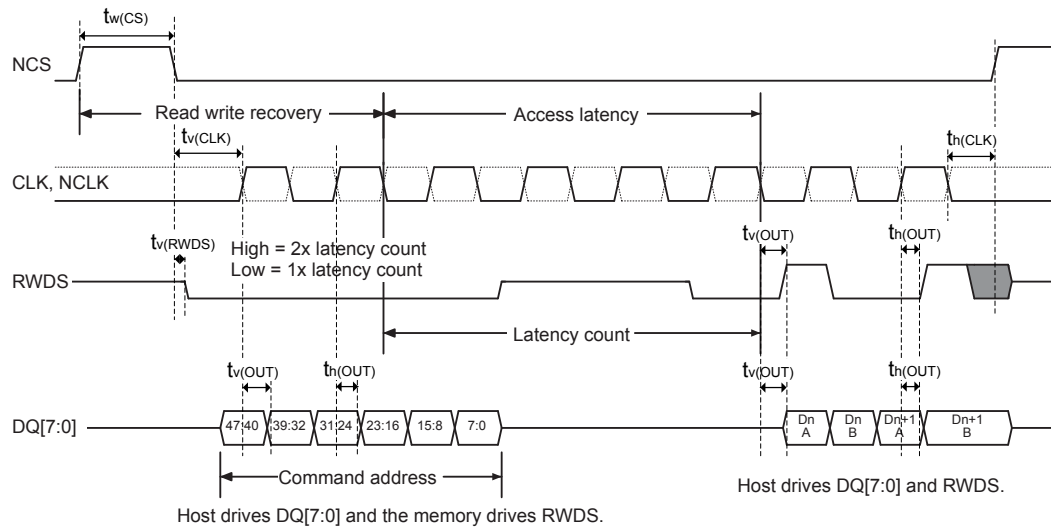 tw(CS)
NCS
Read write recovery
Access latency
tv(CLK)
th(CLK)
CLK, NCLK
tv(RWDS)
High = 2x latency count
Low = 1x latency count
tv(OUT)
th(OUT)
RWDS
Latency count
tv(OUT)
th(OUT)
tv(OUT)
th(OUT)
DQ[7:0]
47:40
39:32
31:24
23:16
15:8
7:0
Dn
A
Dn
B
Dn+1
A
Dn+1
B
Command address
Host drives DQ[7:0] and RWDS.
Host drives DQ[7:0] and the memory drives RWDS.